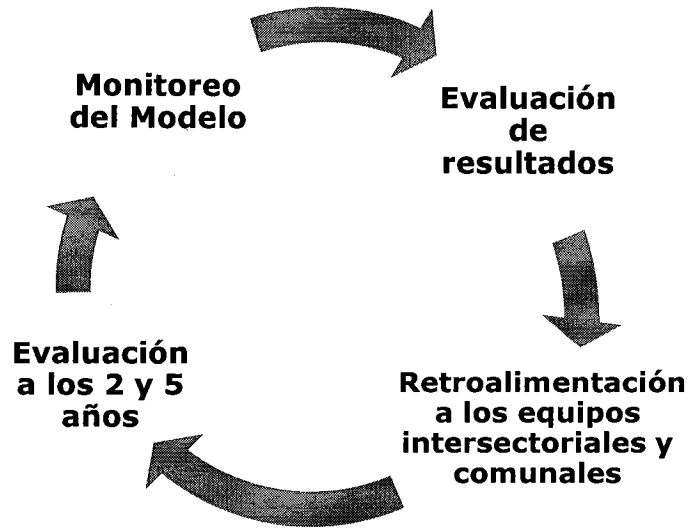 Monitoreo
del Modelo
Evaluación
de
resultados
Retroalimentación
a los equipos
intersectoriales y
comunales
Evaluación
a los 2 y 5
años